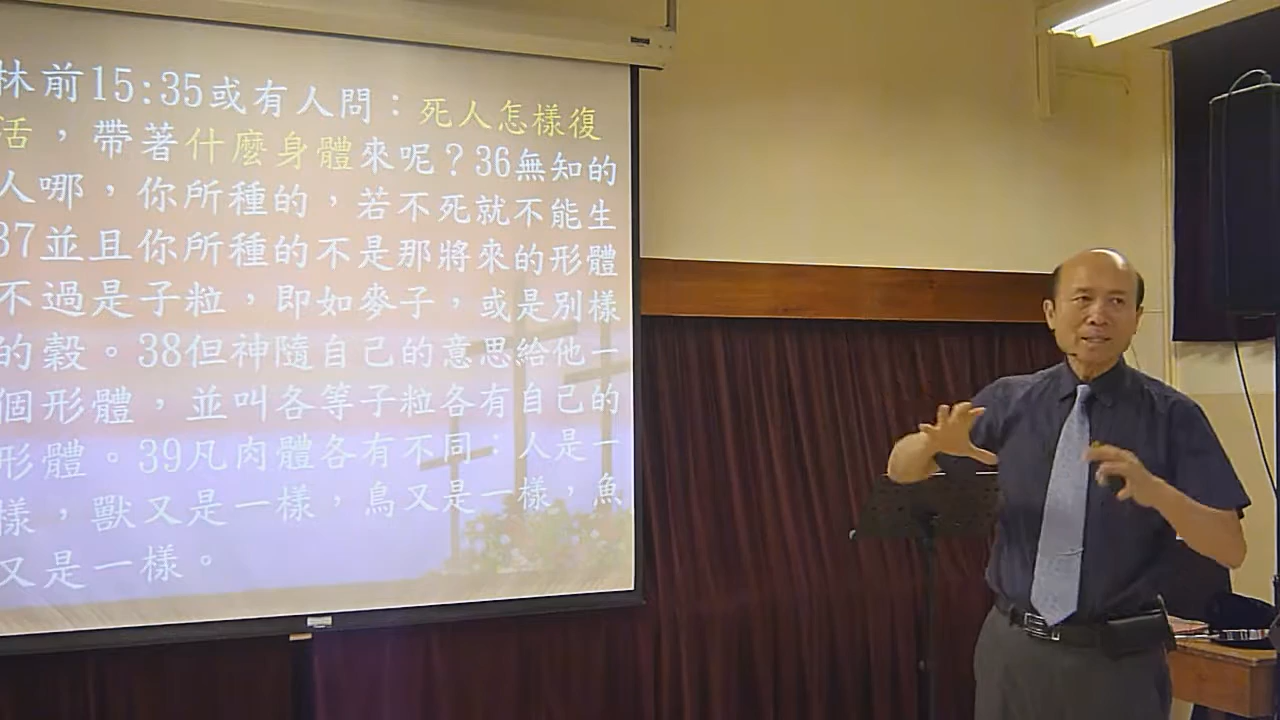 林前15:35或有人問：死人怎樣復
活，帶著什麼身體來呢？36無知的
人哪，你所種的，若不死就不能生
37並且你所種的不是那將來的形體
不過是子粒，即如麥子，或是別樣
的穀。38但神隨自己的意思給他一
個形體，並叫各等子粒各有自己的
形體。39凡肉體各有不同：人是一
樣，獸又是一樣，鳥又是一樣，魚
又是一樣。